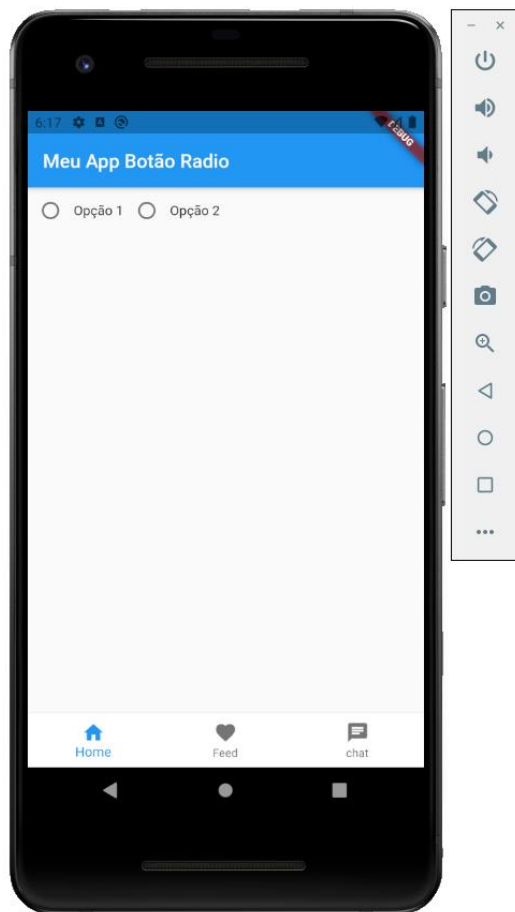 6:17
DEBUG
Meu App Botão Radio
Opção 1 Opção 2
Home Feed chat